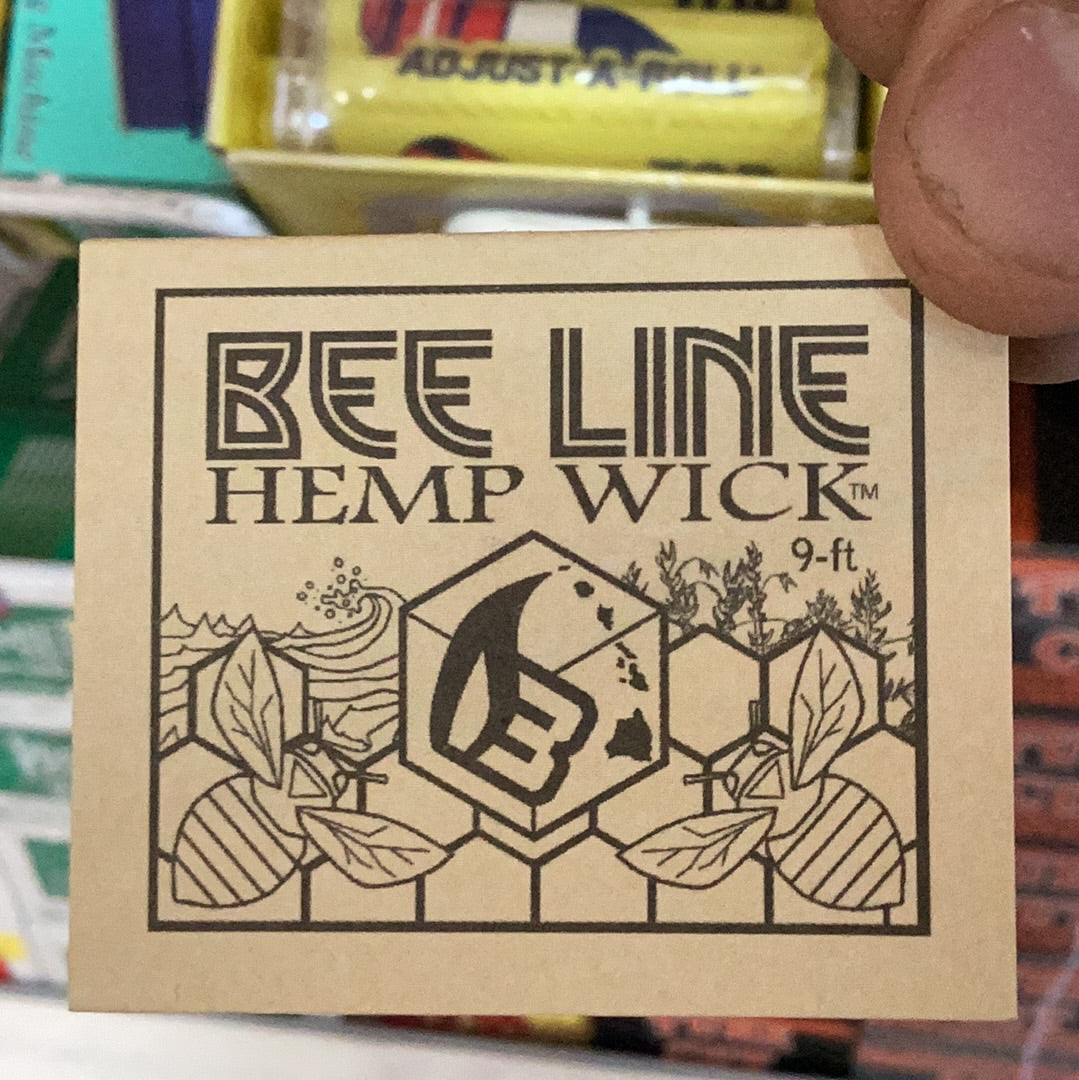 ADJUST-A-ROLL
BEE LINE
HEMP WICK™
9-ft
B